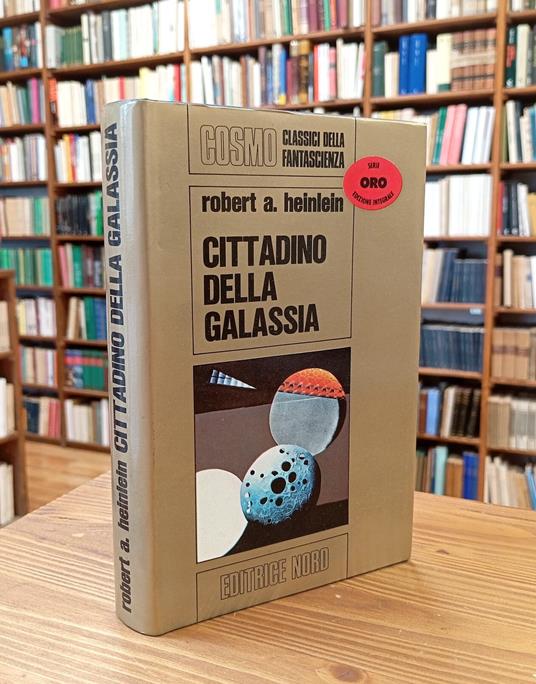 COSMO CLASSICI DELLA
FANTASCIENZA
SERIE
ORO
EDIZIONE INTEGRALE
robert a. heinlein
CITTADINO
DELLA
GALASSIA
EDITRICE NORD
robert a. heinlein CITTADINO DELLA GALASSIA